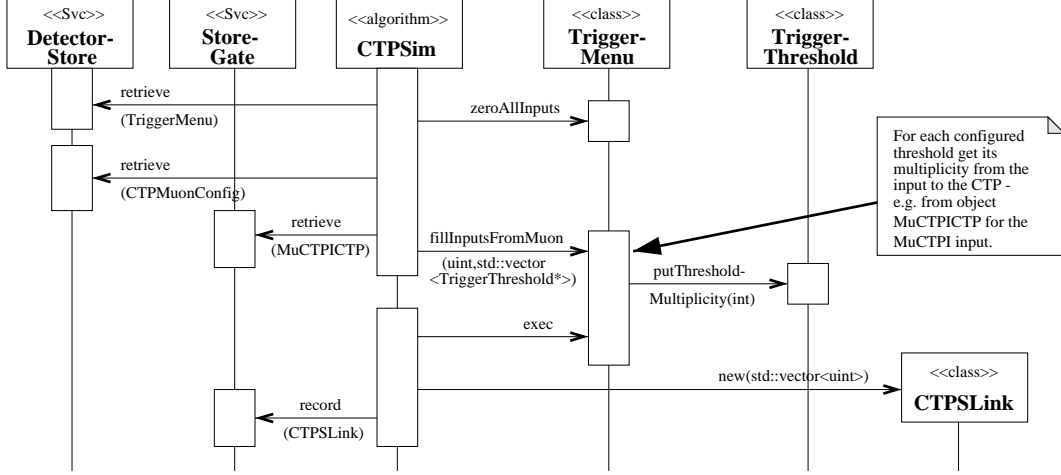 <<Svc>>
Detector-
Store
<<Svc>>
Store-
Gate
<<algorithm>>
CTPSim
<<class>>
Trigger-
Menu
<<class>>
Trigger-
Threshold
retrieve
(TriggerMenu)
zeroAllInputs
retrieve
(CTPMuonConfig)
For each configured
threshold get its
multiplicity from the
input to the CTP -
e.g. from object
MuCTPICTP for the
MuCTPI input.
retrieve
(MuCTPICTP)
fillInputsFromMuon
(uint,std::vector
<TriggerThreshold*>)
putThreshold-
Multiplicity(int)
exec
new(std::vector<uint>)
<<class>>
CTPSLink
record
(CTPSLink)